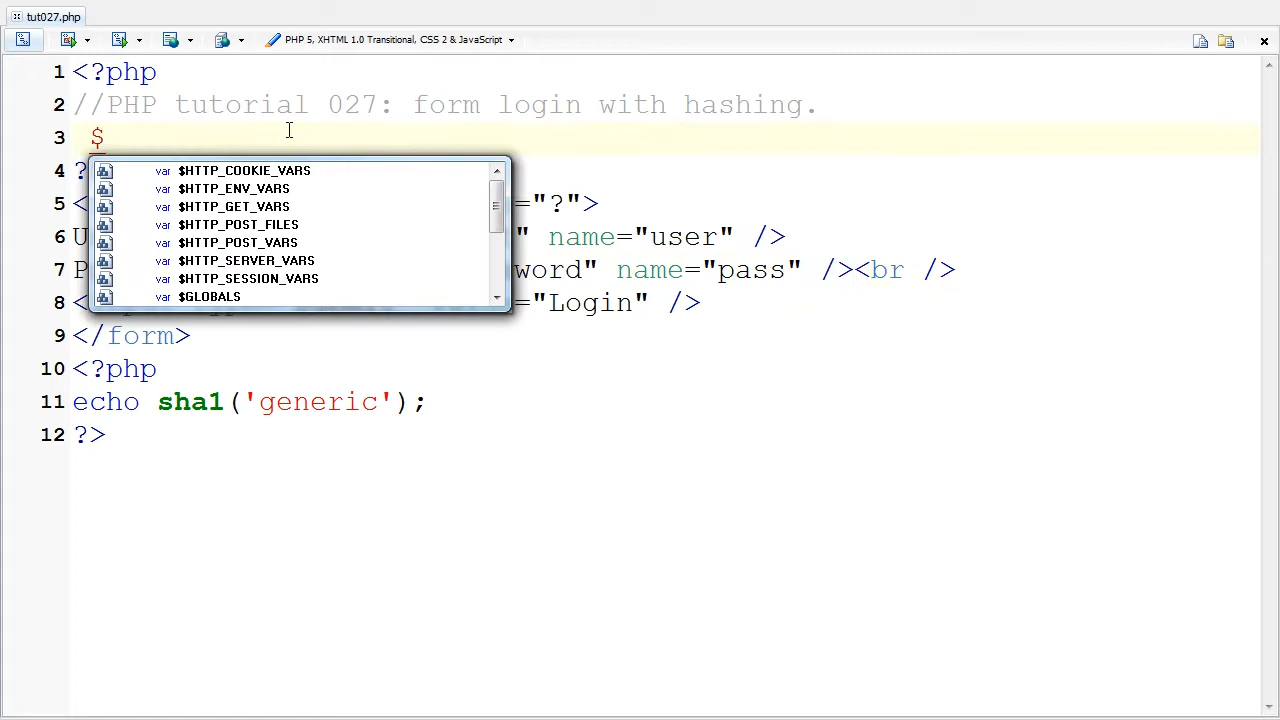 tut027.php
PHP 5, XHTML 1.0 Transitional, CSS 2 & JavaScript
1 <?php
2 //PHP tutorial 027: form login with hashing.
3 $
4 ?
var $HTTP_COOKIE_VARS
var $HTTP_ENV_VARS
var $HTTP_GET_VARS
var $HTTP_POST_FILES
var $HTTP_POST_VARS
var $HTTP_SERVER_VARS
var $HTTP_SESSION_VARS
var $GLOBALS
5 < ="?">
6 U " name="user" />
7 P word" name="pass" /><br />
8 < ="Login" />
9 </form>
10 <?php
11 echo sha1('generic');
12 ?>